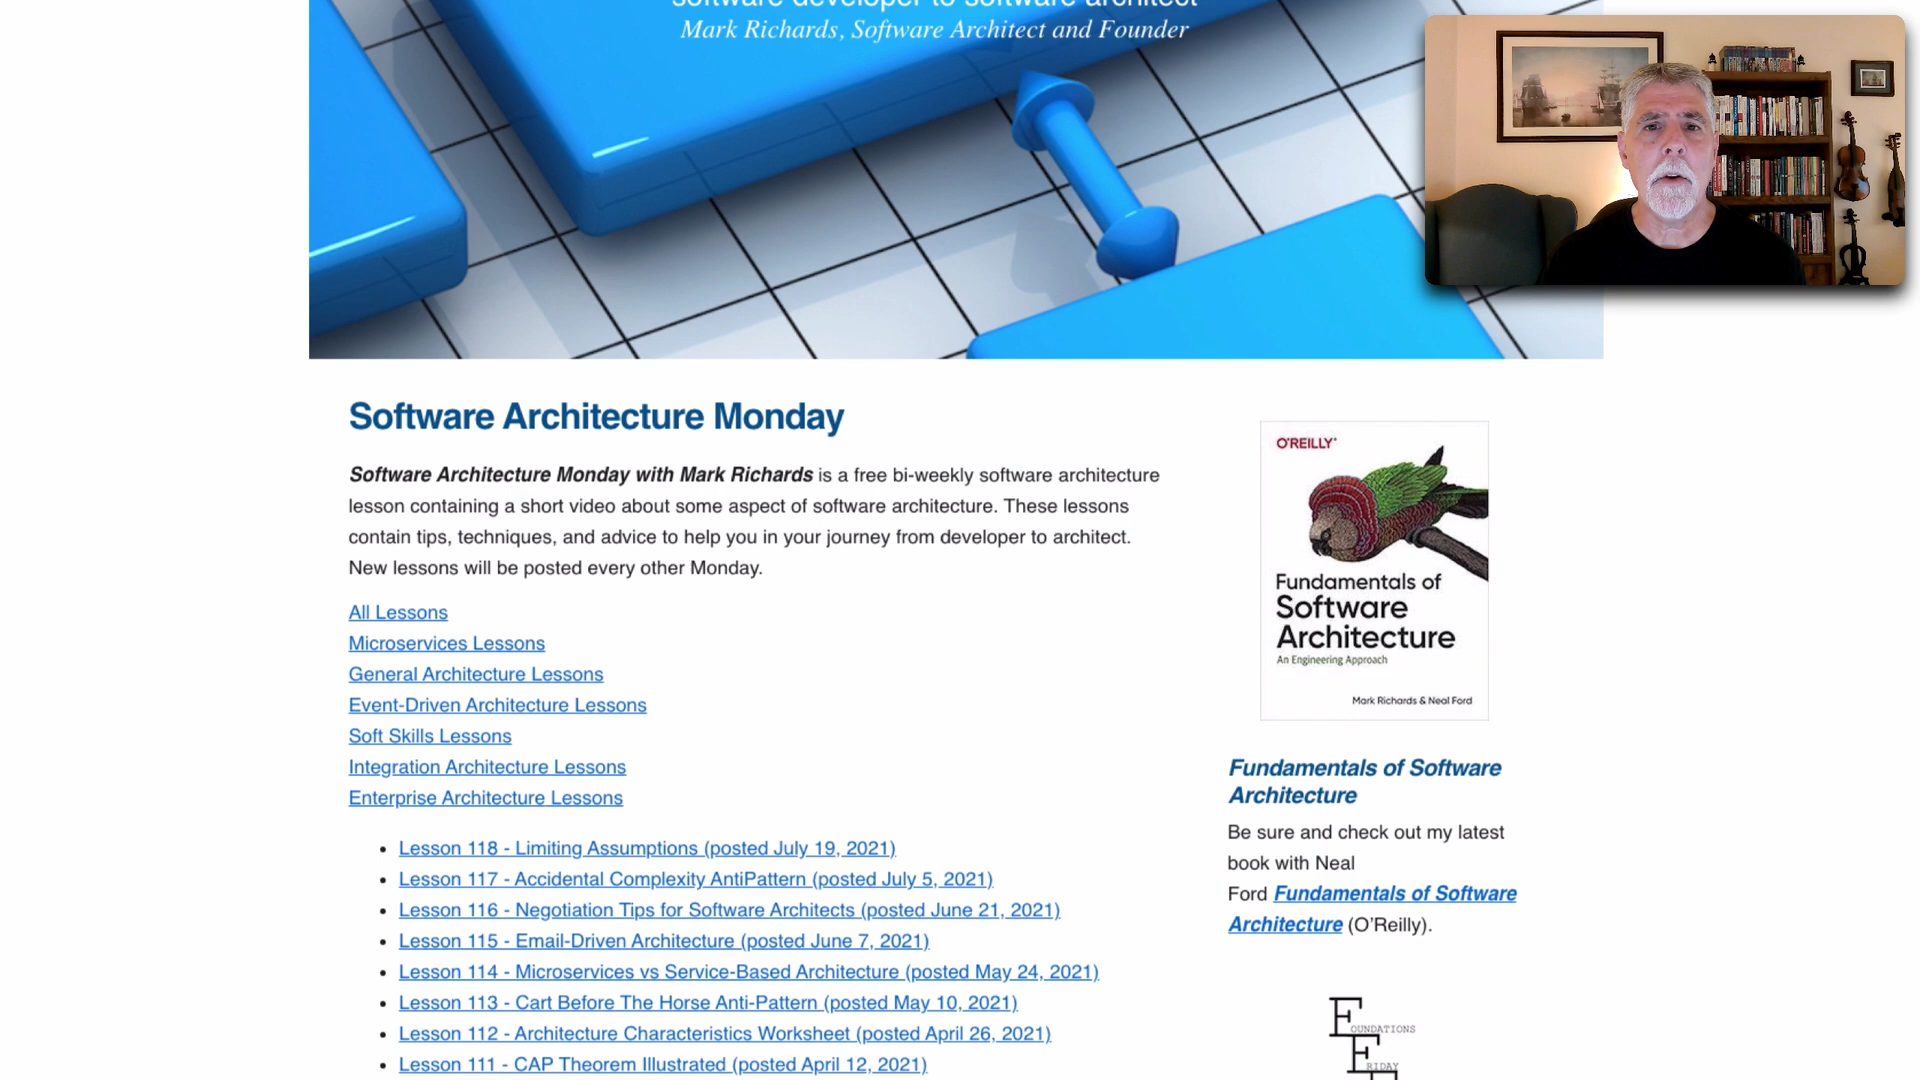 software developer to software architect
Mark Richards, Software Architect and Founder
Software Architecture Monday
Software Architecture Monday with Mark Richards is a free bi-weekly software architecture
lesson containing a short video about some aspect of software architecture. These lessons
contain tips, techniques, and advice to help you in your journey from developer to architect.
New lessons will be posted every other Monday.
All Lessons
Microservices Lessons
General Architecture Lessons
Event-Driven Architecture Lessons
Soft Skills Lessons
Integration Architecture Lessons
Enterprise Architecture Lessons
• Lesson 118 - Limiting Assumptions (posted July 19, 2021)
• Lesson 117 - Accidental Complexity AntiPattern (posted July 5, 2021)
• Lesson 116 - Negotiation Tips for Software Architects (posted June 21, 2021)
• Lesson 115 - Email-Driven Architecture (posted June 7, 2021)
• Lesson 114 - Microservices vs Service-Based Architecture (posted May 24, 2021)
• Lesson 113 - Cart Before The Horse Anti-Pattern (posted May 10, 2021)
• Lesson 112 - Architecture Characteristics Worksheet (posted April 26, 2021)
• Lesson 111 - CAP Theorem Illustrated (posted April 12, 2021)
O'REILLY®
Fundamentals of
Software
Architecture
An Engineering Approach
Mark Richards & Neal Ford
Fundamentals of Software
Architecture
Be sure and check out my latest
book with Neal
Ford Fundamentals of Software
Architecture (O'Reilly).
FOUNDATIONS
FRIDAY